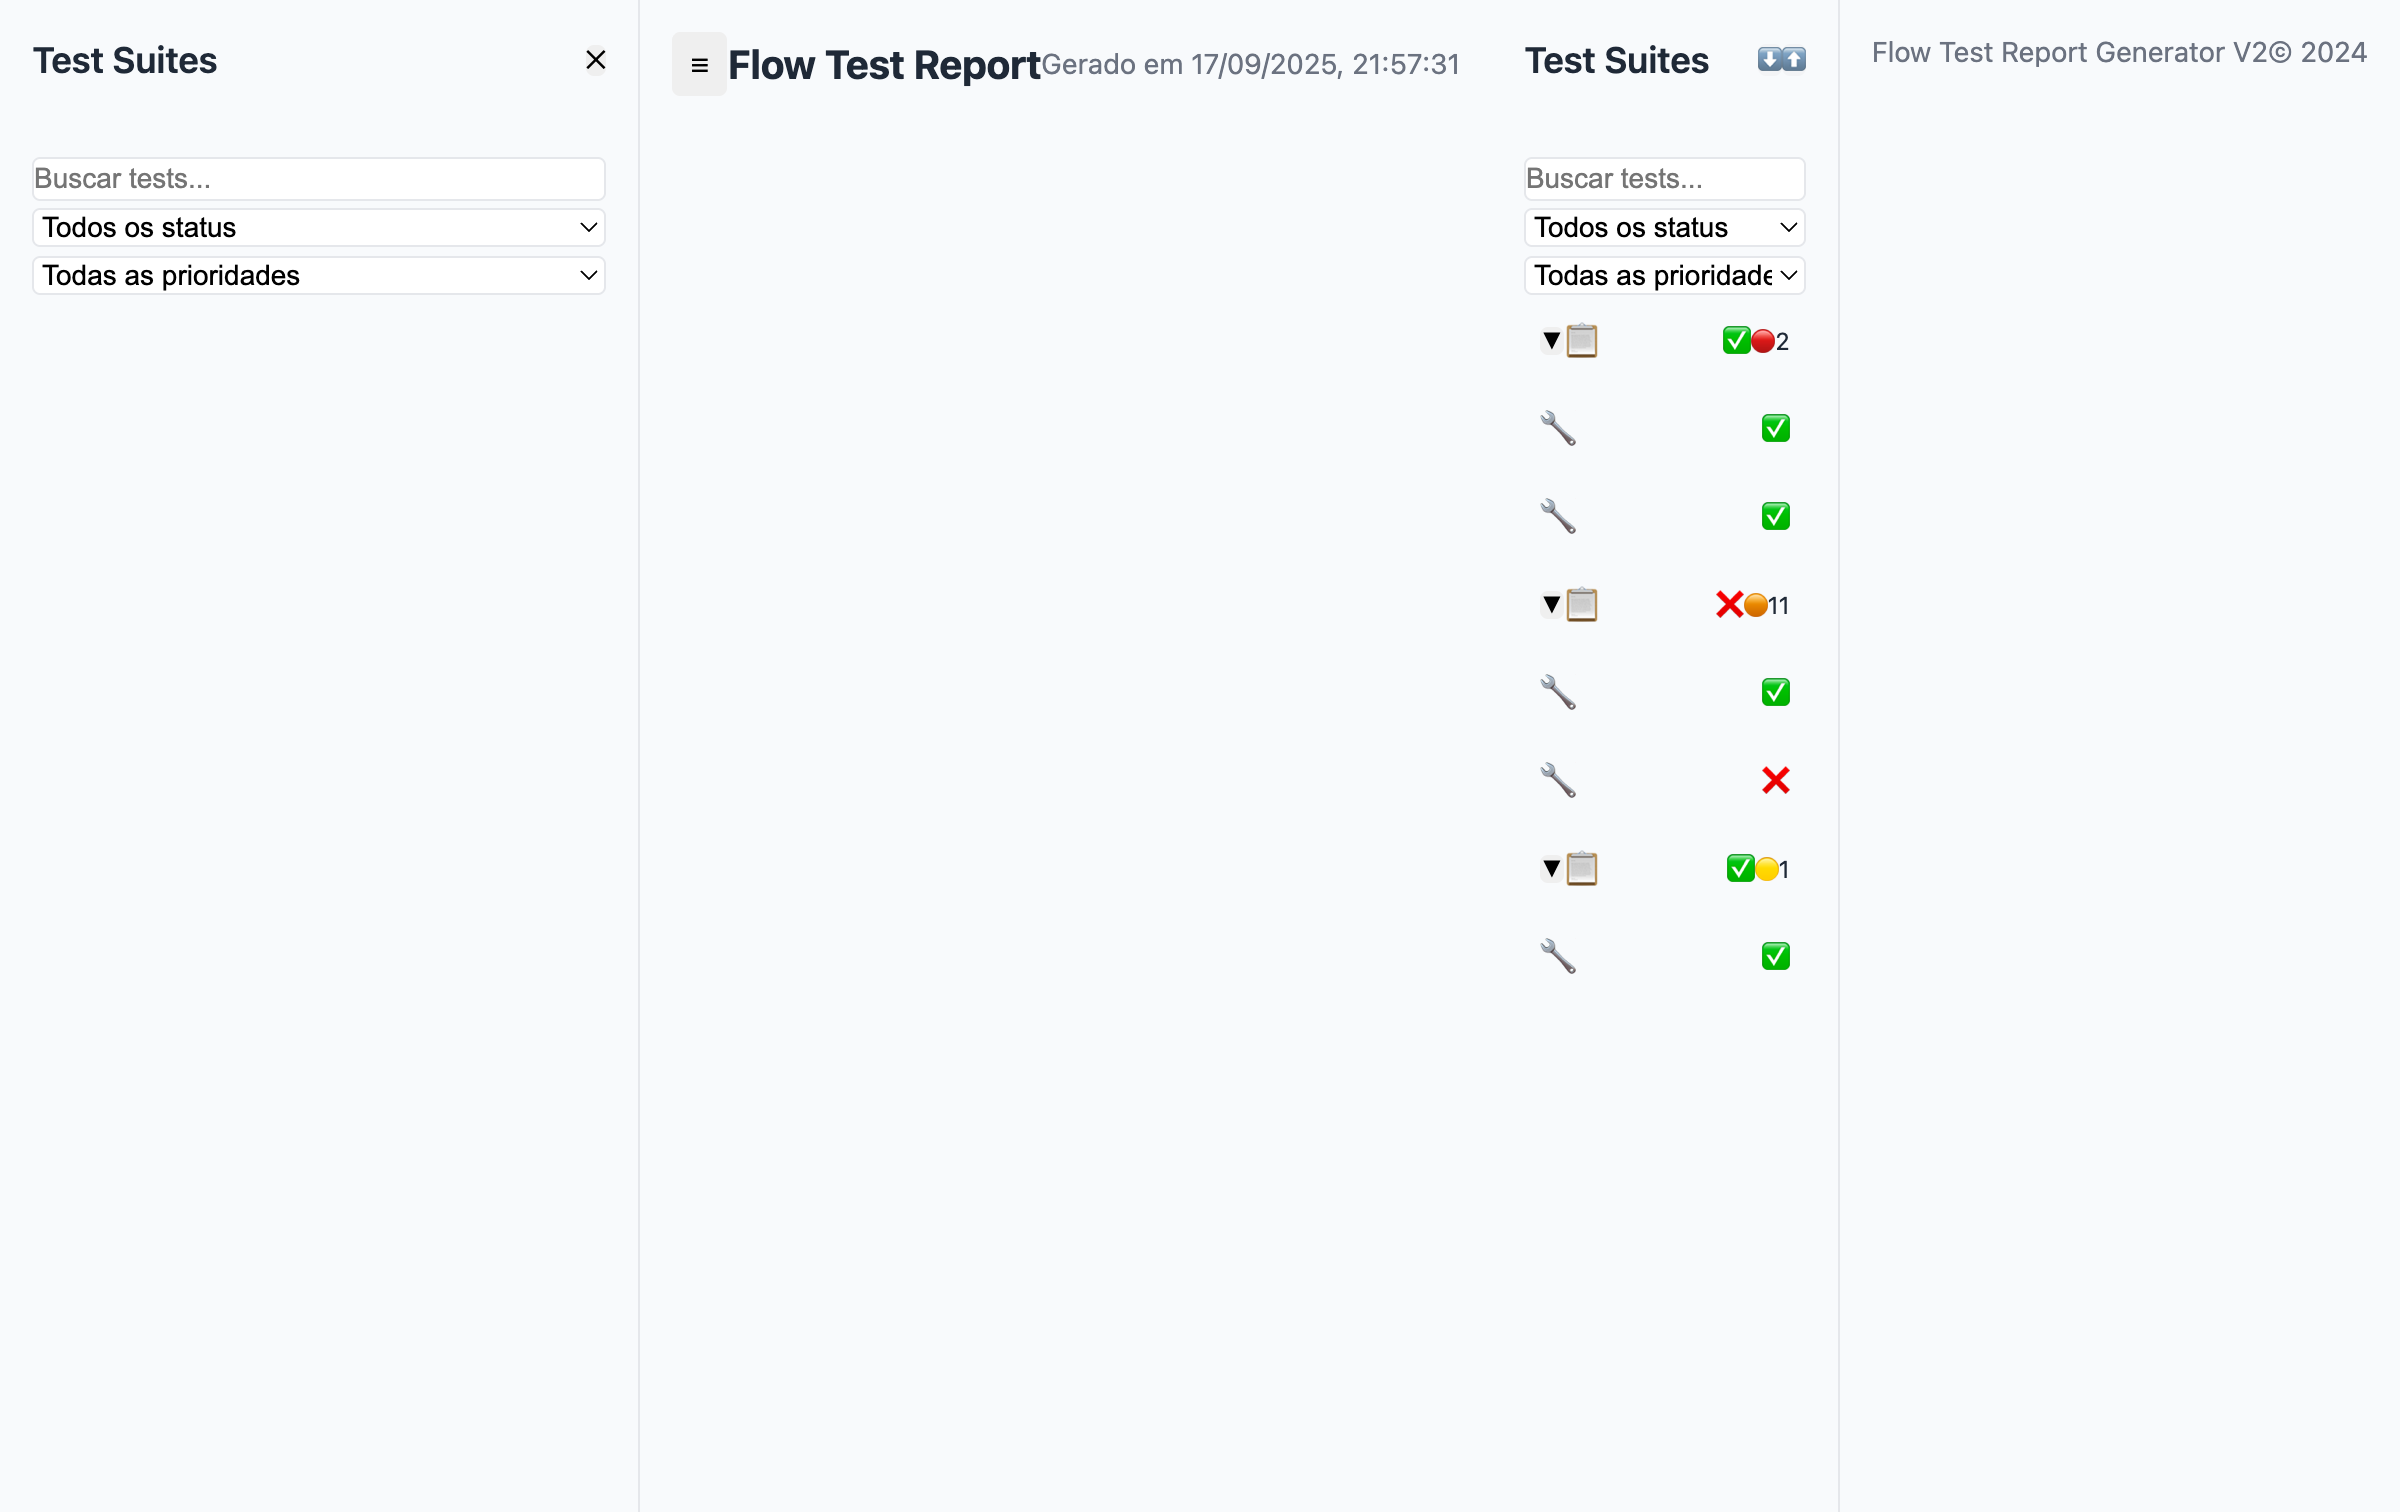 Test Suites
Buscar tests...
Todos os status
Todas as prioridades
Flow Test Report
Gerado em 17/09/2025, 21:57:31
Test Suites
Buscar tests...
Todos os status
Todas as prioridade
2
11
1
Flow Test Report Generator V2© 2024